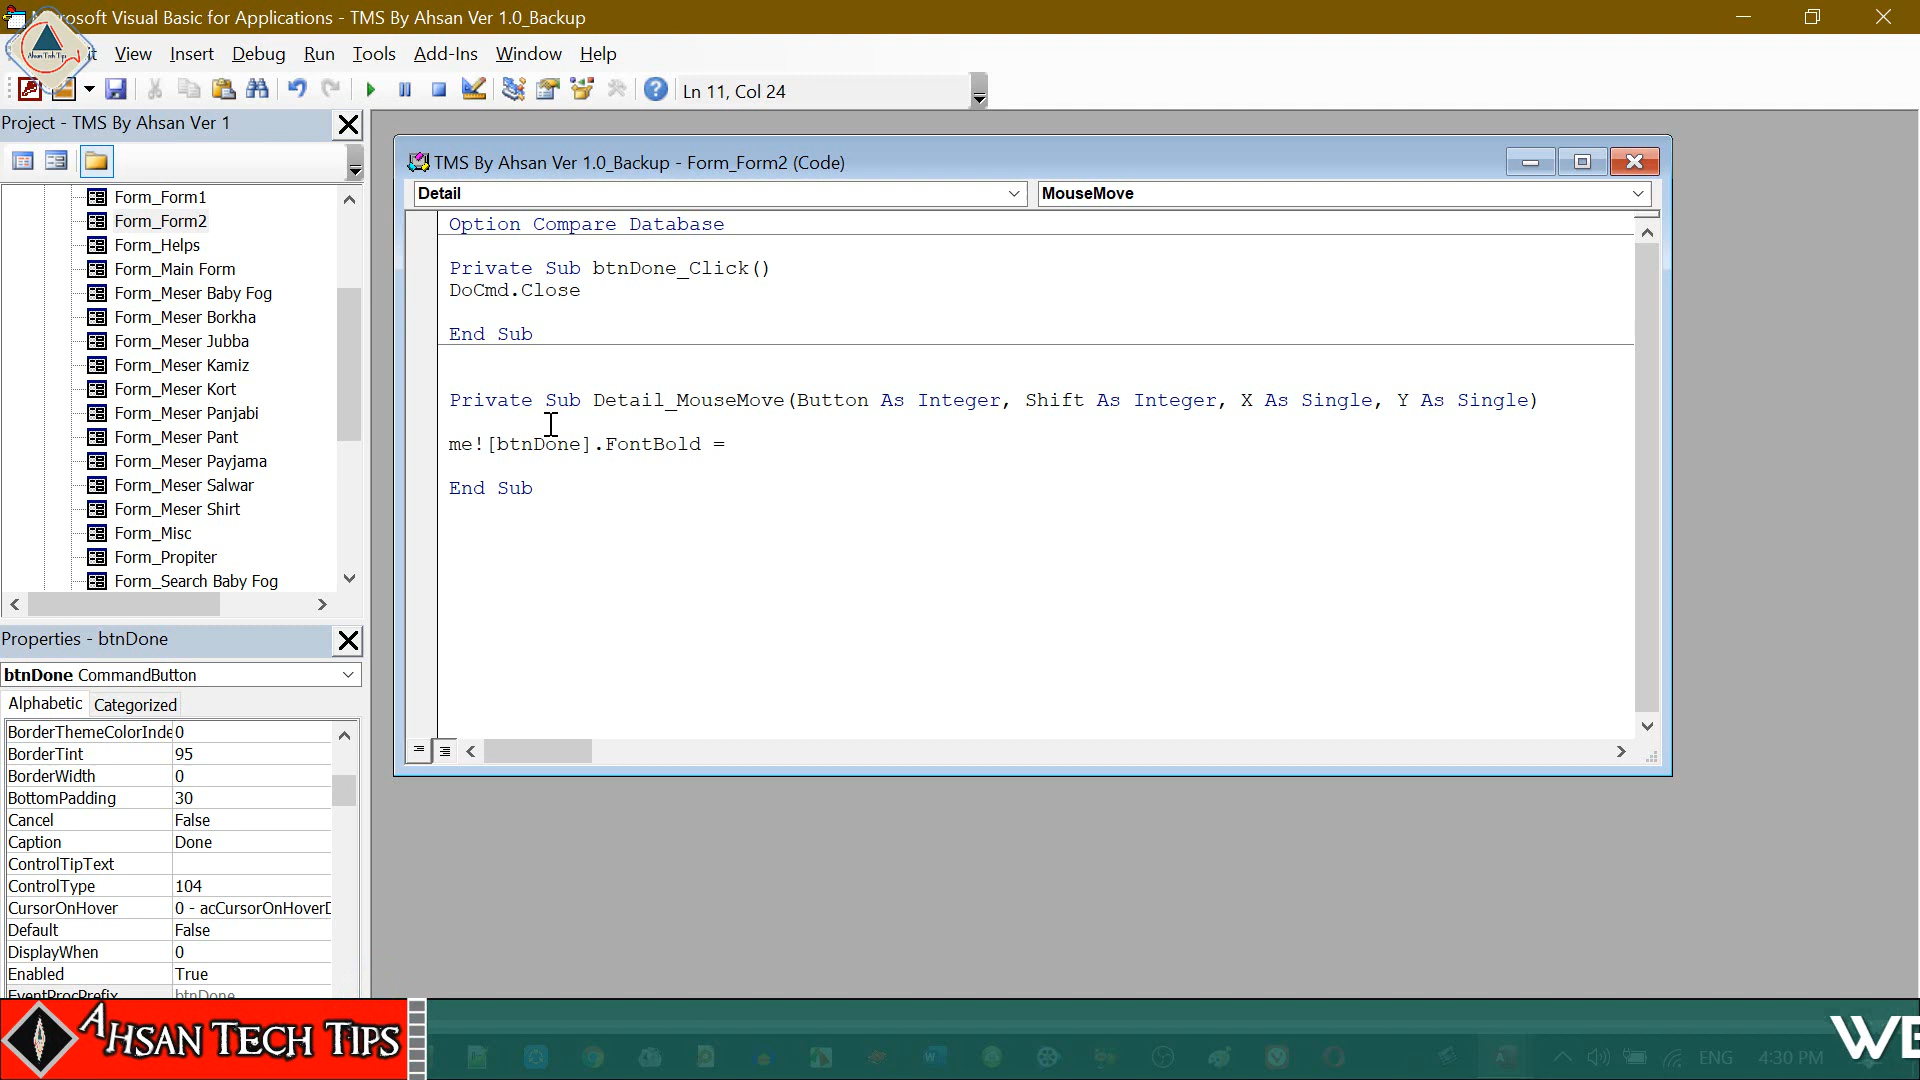 Microsoft Visual Basic for Applications - TMS By Ahsan Ver 1.0_Backup
View Insert Debug Run Tools Add-Ins Window Help
Ln 11, Col 24
Project - TMS By Ahsan Ver 1
Form_Form1
Form_Form2
Form_Helps
Form_Main Form
Form_Meser Baby Fog
Form_Meser Borkha
Form_Meser Jubba
Form_Meser Kamiz
Form_Meser Kort
Form_Meser Panjabi
Form_Meser Pant
Form_Meser Payjama
Form_Meser Salwar
Form_Meser Shirt
Form_Misc
Form_Propiter
Form_Search Baby Fog
TMS By Ahsan Ver 1.0_Backup - Form_Form2 (Code)
Detail MouseMove
Option Compare Database
Private Sub btnDone_Click()
DoCmd.Close
End Sub
Private Sub Detail_MouseMove(Button As Integer, Shift As Integer, X As Single, Y As Single)
me![btnDone].FontBold =
End Sub
Properties - btnDone
btnDone CommandButton
Alphabetic Categorized
BorderThemeColorInde 0
BorderTint 95
BorderWidth 0
BottomPadding 30
Cancel False
Caption Done
ControlTipText
ControlType 104
CursorOnHover 0 - acCursorOnHoverD
Default False
DisplayWhen 0
Enabled True
EventProcPrefix btnDone
AHSAN TECH TIPS
ENG 4:30 PM
WE